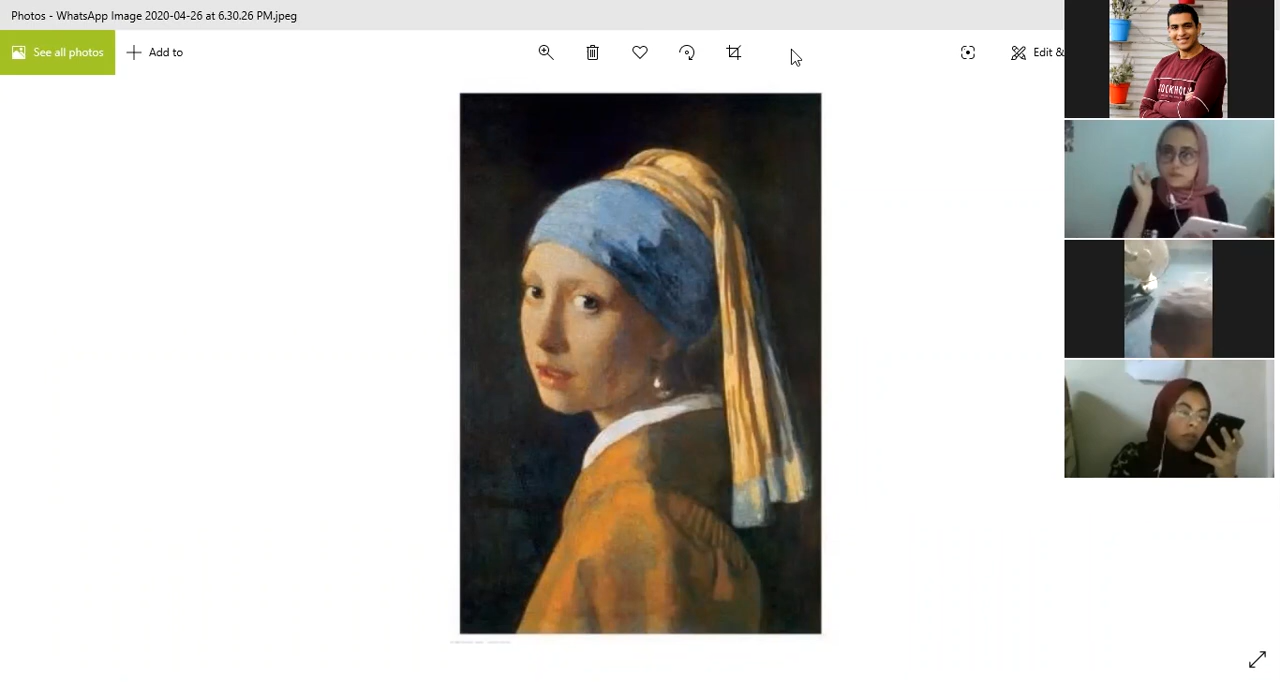 Photos - WhatsApp Image 2020-04-26 at 6.30.26 PM.jpeg
See all photos
Add to
Edit &